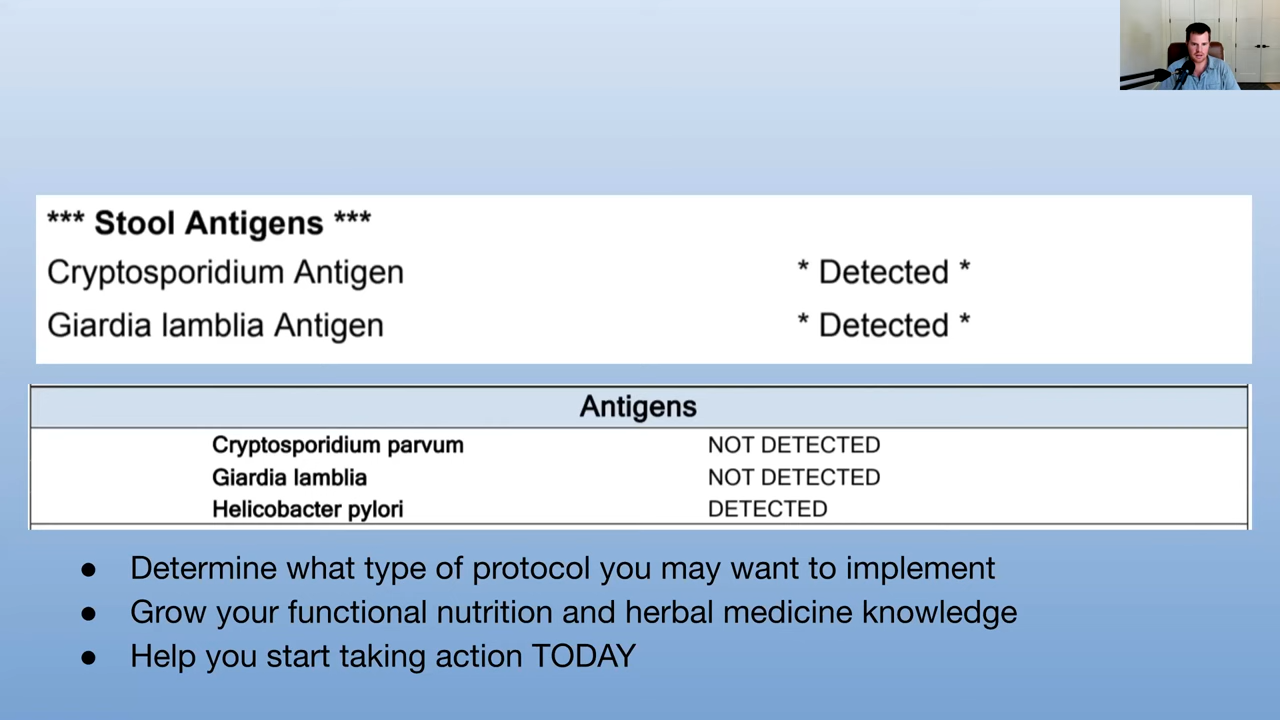 *** Stool Antigens ***
Cryptosporidium Antigen * Detected *
Giardia lamblia Antigen * Detected *
Antigens
Cryptosporidium parvum NOT DETECTED
Giardia lamblia NOT DETECTED
Helicobacter pylori DETECTED
● Determine what type of protocol you may want to implement
● Grow your functional nutrition and herbal medicine knowledge
● Help you start taking action TODAY